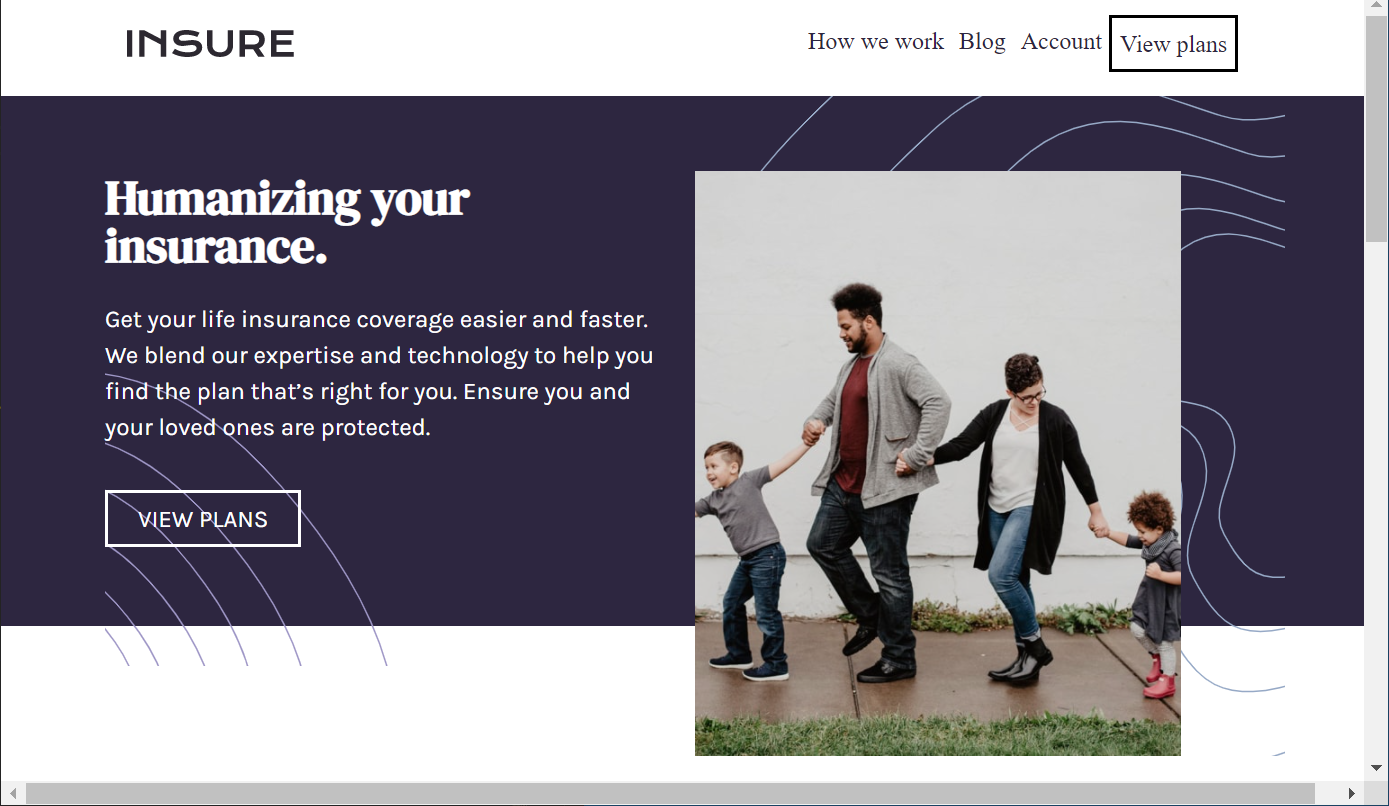 INSURE
How we work Blog Account View plans
Humanizing your
insurance.
Get your life insurance coverage easier and faster.
We blend our expertise and technology to help you
find the plan that’s right for you. Ensure you and
your loved ones are protected.
VIEW PLANS